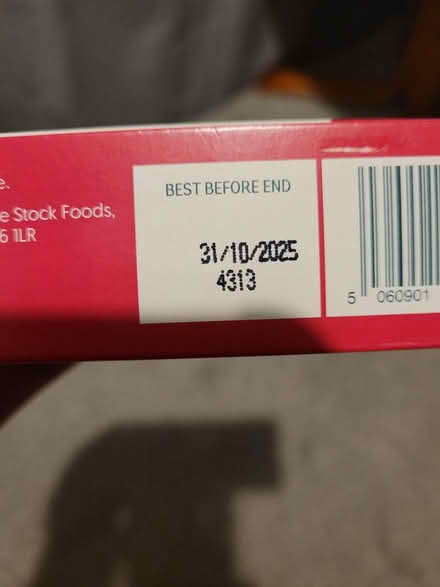 e.
e Stock Foods,
6 1LR
BEST BEFORE END
31/10/2025
4313
5 060901